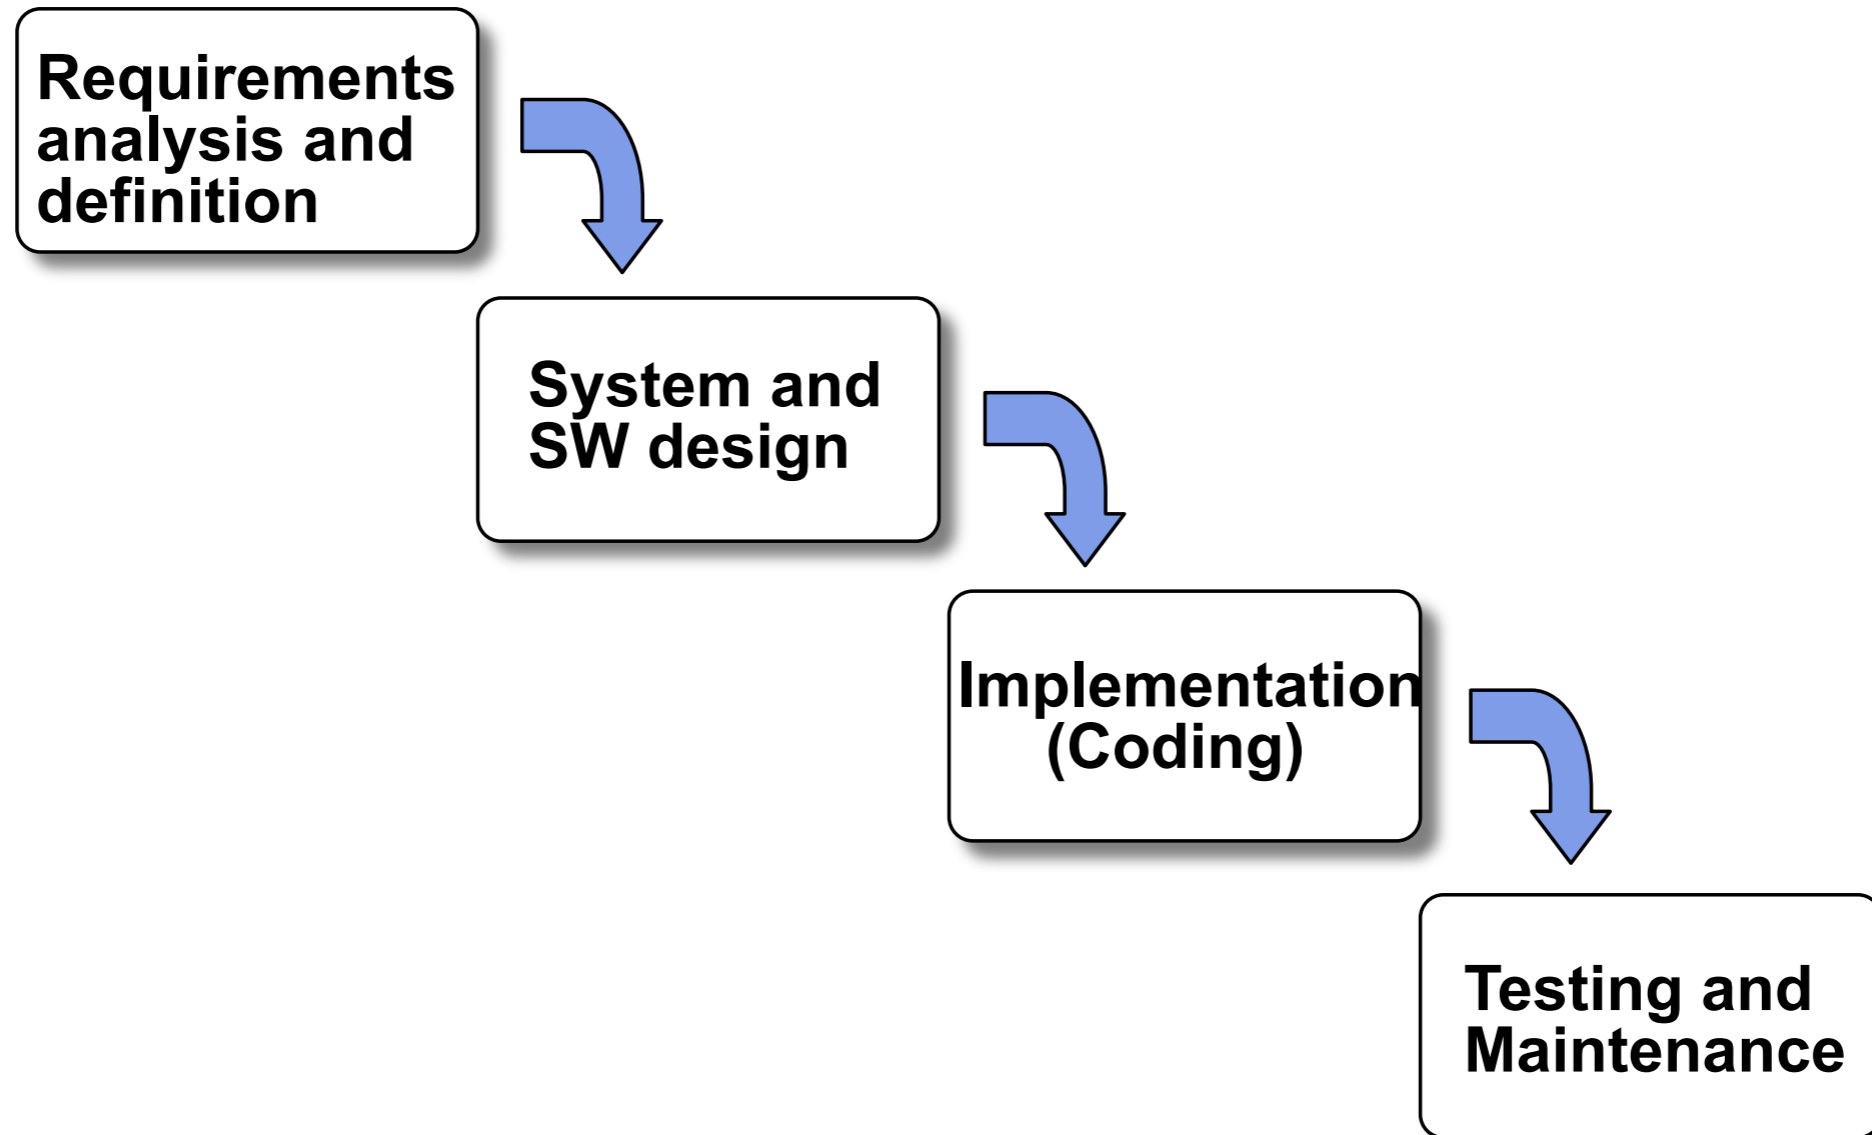 Requirements
analysis and
definition
System and
SW design
Implementation
(Coding)
Testing and
Maintenance